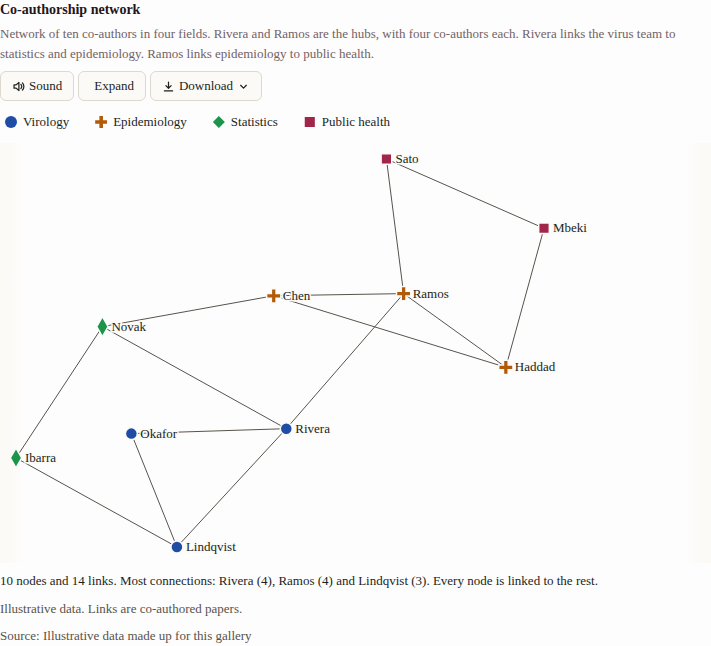 Co-authorship network
Network of ten co-authors in four fields. Rivera and Ramos are the hubs, with four co-authors each. Rivera links the virus team to
statistics and epidemiology. Ramos links epidemiology to public health.
Sound Expand Download
Virology Epidemiology Statistics Public health
Sato
Mbeki
Chen Ramos
Novak
Haddad
Okafor Rivera
Ibarra
Lindqvist
10 nodes and 14 links. Most connections: Rivera (4), Ramos (4) and Lindqvist (3). Every node is linked to the rest.
Illustrative data. Links are co-authored papers.
Source: Illustrative data made up for this gallery